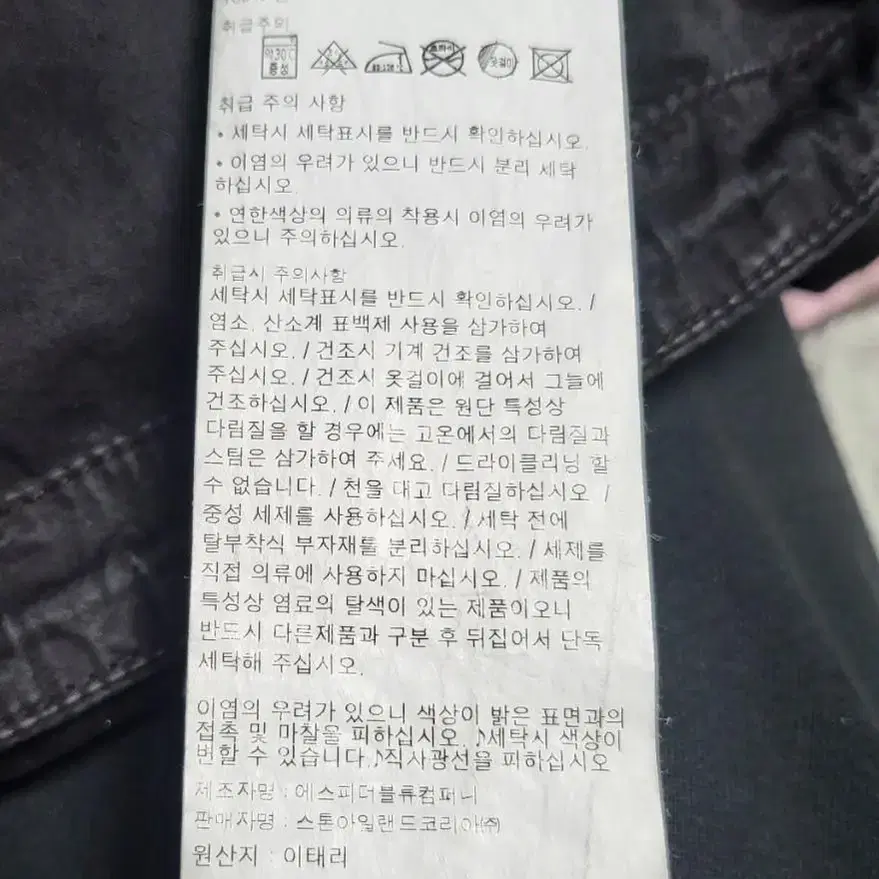 취급주의
약30℃
중성
드라이
옷걸이
취급 주의 사항
• 세탁시 세탁표시를 반드시 확인하십시오.
• 이염의 우려가 있으니 반드시 분리 세탁
하십시오.
• 연한색상의 의류의 착용시 이염의 우려가
있으니 주의하십시오.
취급시 주의사항
세탁시 세탁표시를 반드시 확인하십시오. /
염소, 산소계 표백제 사용을 삼가하여
주십시오. / 건조시 기계 건조를 삼가하여
주십시오. / 건조시 옷걸이에 걸어서 그늘에
건조하십시오. / 이 제품은 원단 특성상
다림질을 할 경우에는 고온에서의 다림질과
스팀은 삼가하여 주세요. / 드라이클리닝 할
수 없습니다. / 천을 대고 다림질하십시오 /
중성 세제를 사용하십시오. / 세탁 전에
탈부착식 부자재를 분리하십시오. / 세제를
직접 의류에 사용하지 마십시오. / 제품의
특성상 염료의 탈색이 있는 제품이오니
반드시 다른제품과 구분 후 뒤집어서 단독
세탁해 주십시오.
이염의 우려가 있으니 색상이 밝은 표면과의
접촉 및 마찰을 피하십시오. ♪세탁시 색상이
변할 수 있습니다.♪직사광선을 피하십시오
제조자명 : 에스피더블류컴퍼니
판매자명 : 스톤아일랜드코리아㈜
원산지 : 이태리